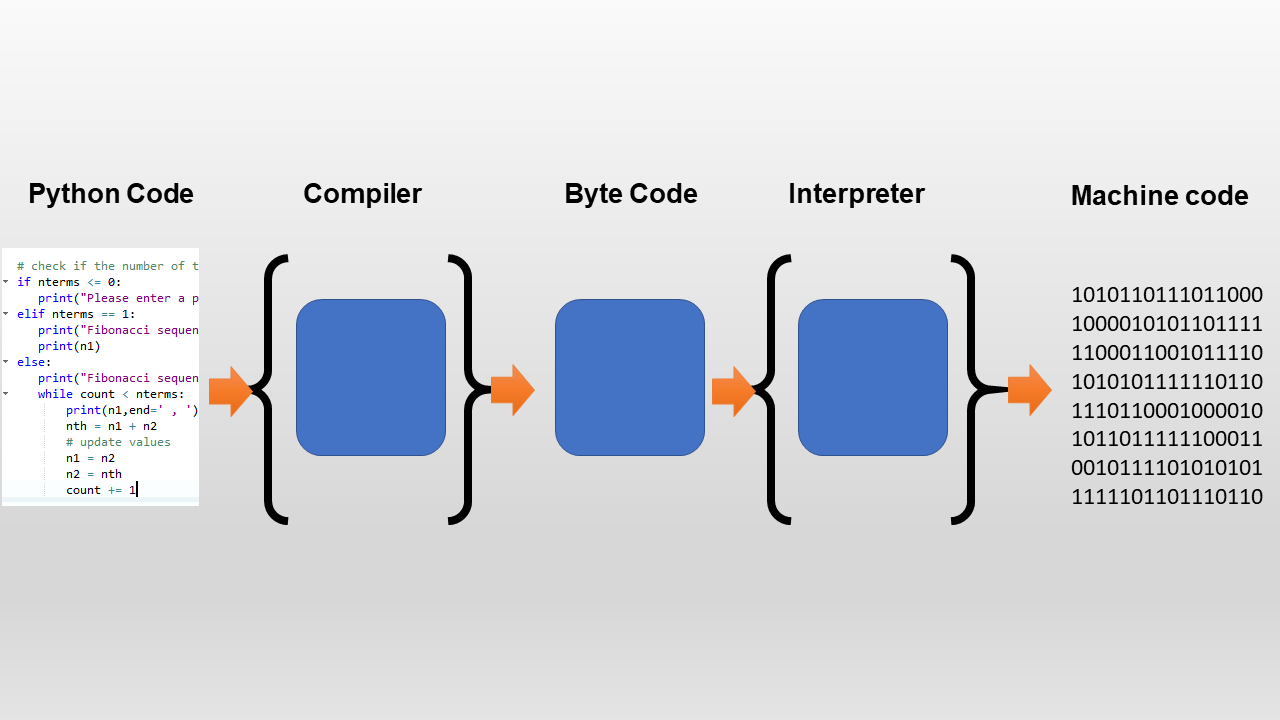 Python Code
Compiler
Byte Code
Interpreter
Machine code
# check if the number of t
if nterms <= 0:
print("Please enter a p
elif nterms == 1:
print("Fibonacci sequen
print(n1)
else:
print("Fibonacci sequen
while count < nterms:
print(n1,end=' , ')
nth = n1 + n2
# update values
n1 = n2
n2 = nth
count += 1
1010110111011000
1000010101101111
1100011001011110
1010101111110110
1110110001000010
1011011111100011
0010111101010101
1111101101110110